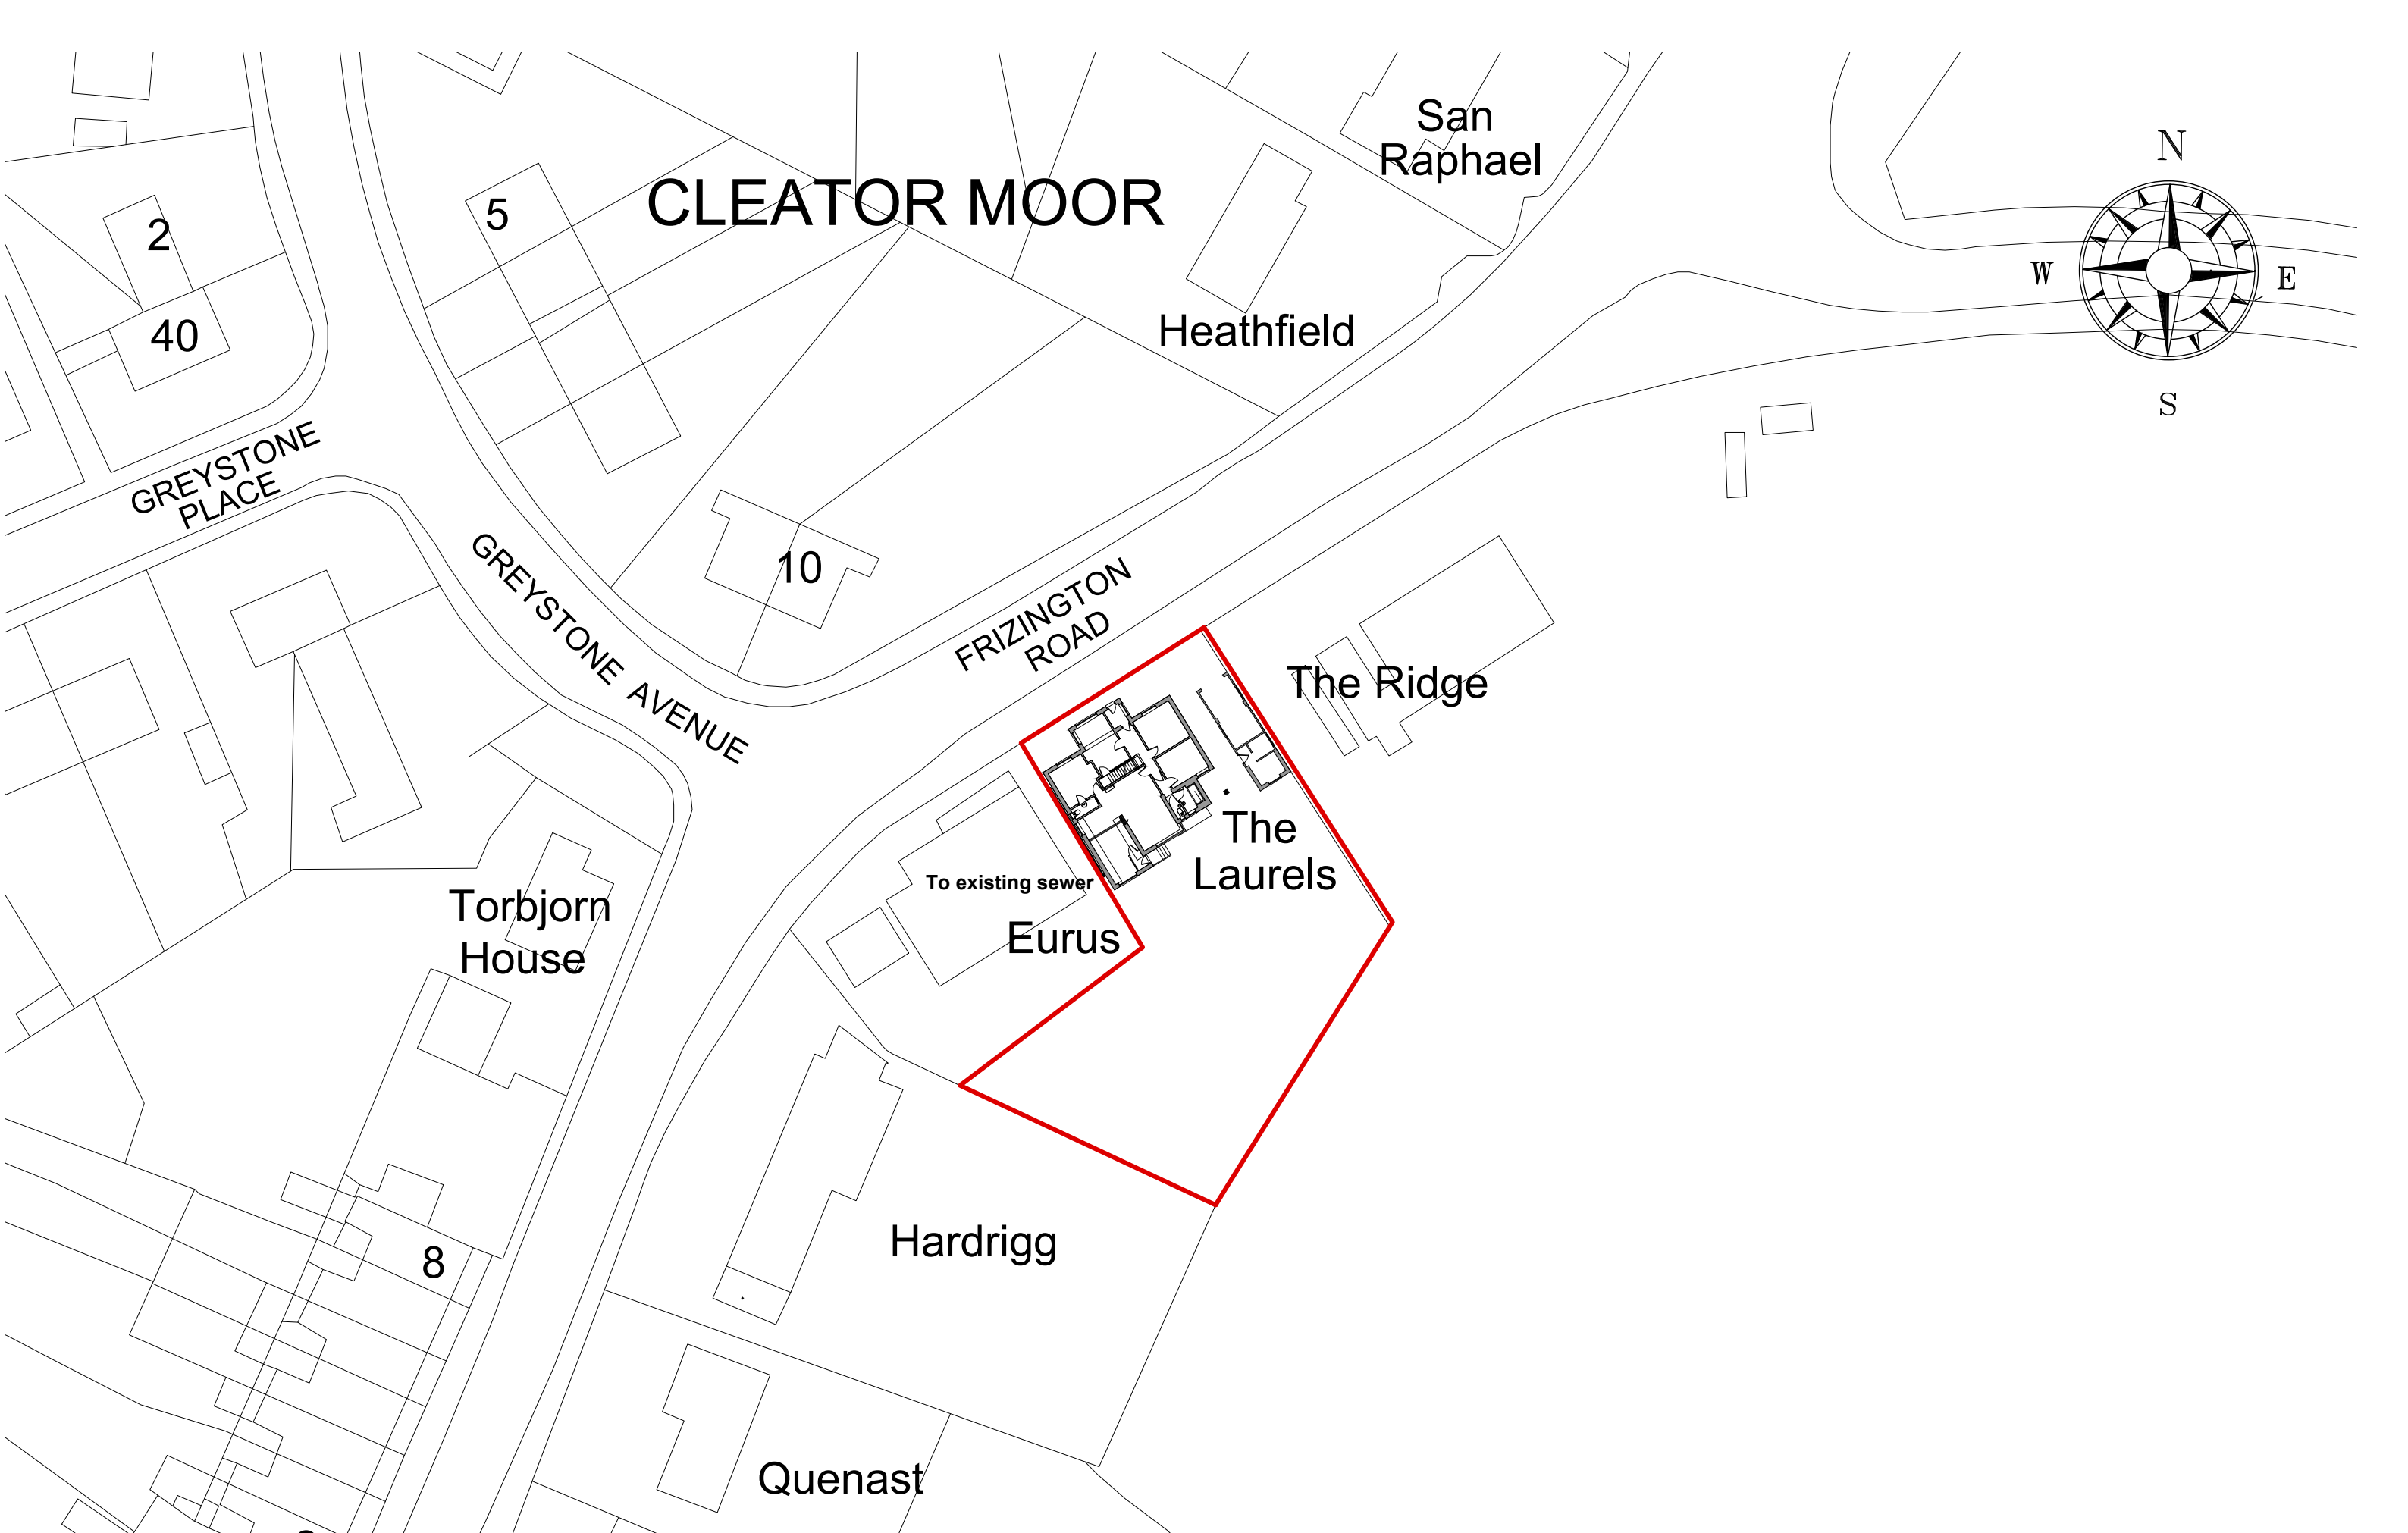 San
Raphael
N
CLEATOR MOOR
5
2
W
E
Heathfield
40
S
GREYSTONE
PLACE
10
GREYSTONE AVENUE
FRIZINGTON
ROAD
The Ridge
The
Laurels
To existing sewer
Torbjorn
House
Eurus
Hardrigg
8
Quenast